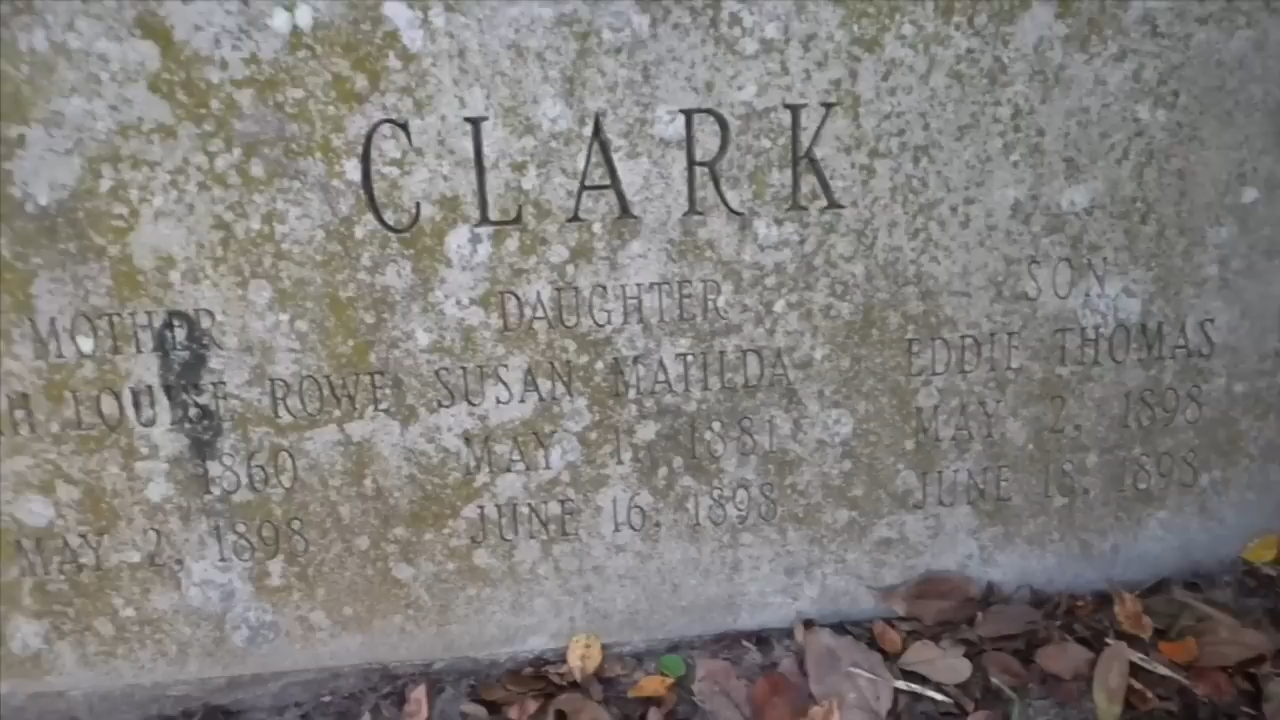 CLARK
MOTHER
LOUISE ROWE
1860
MAY 2, 1898
DAUGHTER
SUSAN MATILDA
MAY 1, 1881
JUNE 16, 1898
SON
EDDIE THOMAS
MAY 2, 1898
JUNE 18, 1898